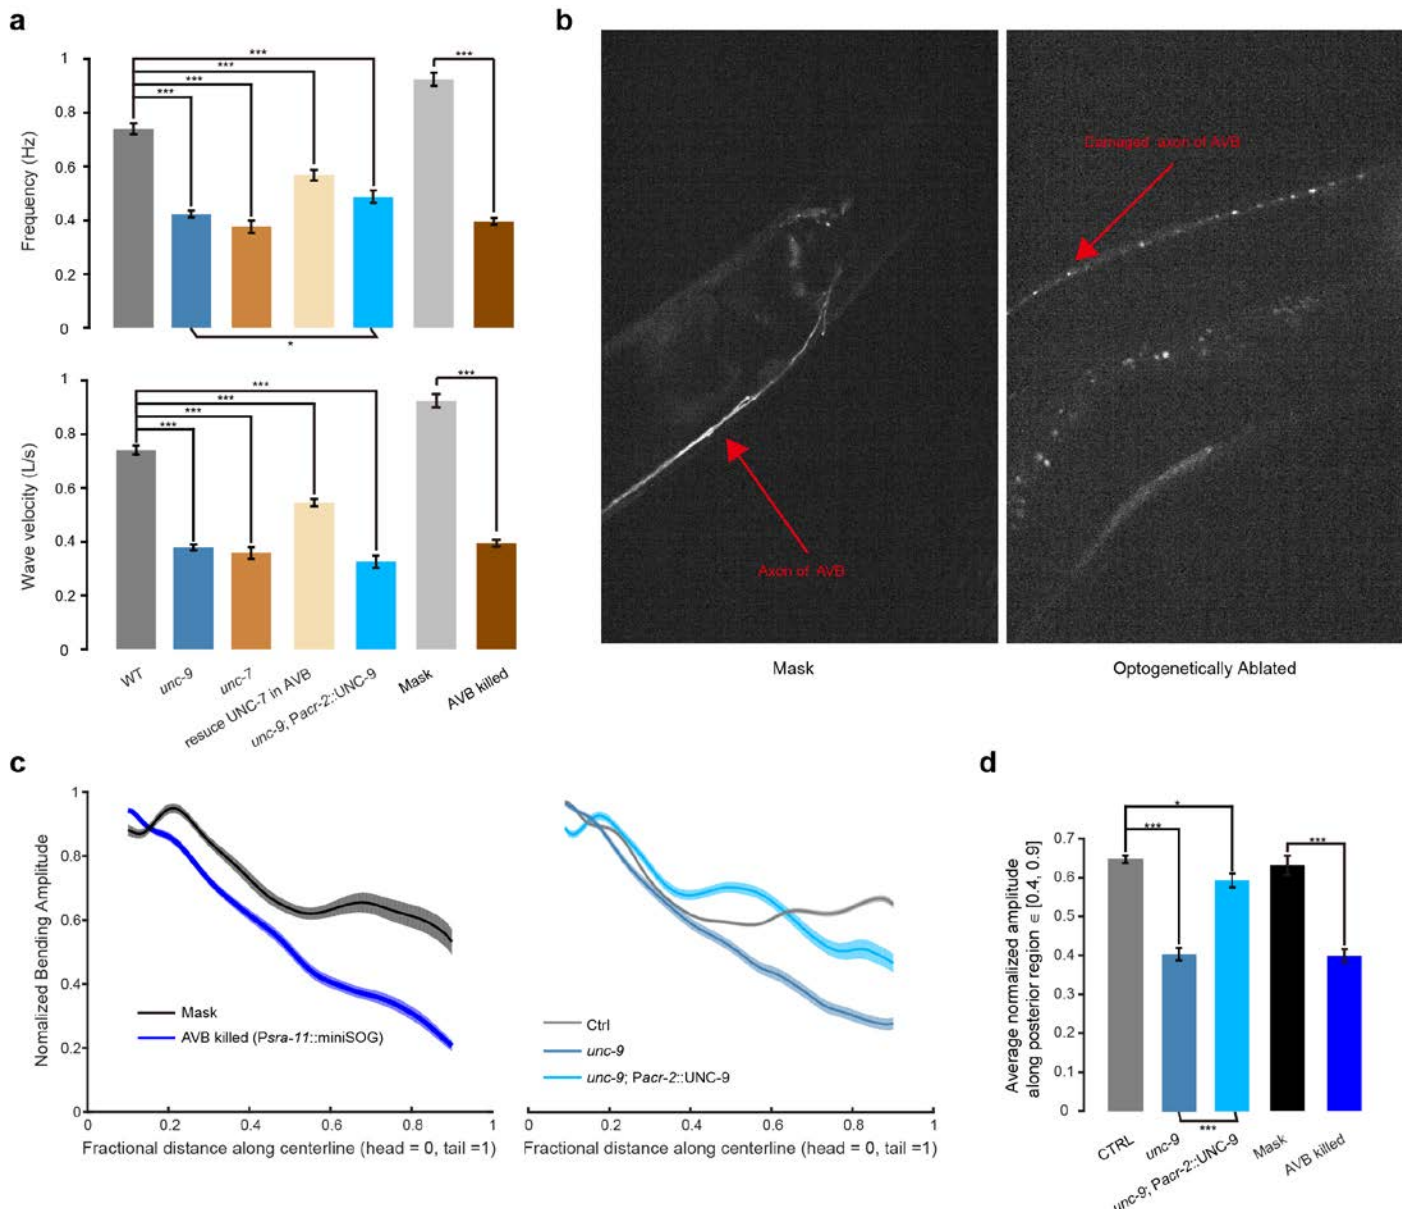 a
1
0.8
0.6
0.4
0.2
0
Frequency (Hz)
***
***
***
***
***
*
1
0.8
0.6
0.4
0.2
0
Wave velocity (L/s)
***
***
***
***
***
WT
unc-9
unc-7
resuce UNC-7 in AVB
unc-9; Pacr-2::UNC-9
Mask
AVB killed
b
Axon of AVB
Mask
Damaged axon of AVB
Optogenetically Ablated
c
1
0.8
0.6
0.4
0.2
0
0.2
0.4
0.6
0.8
1
Nomalized Bending Amplitude
Mask
AVB killed (Psra-11::miniSOG)
Fractional distance along centerline (head = 0, tail =1)
Ctrl
unc-9
unc-9; Pacr-2::UNC-9
0
0.2
0.4
0.6
0.8
1
Fractional distance along centerline (head = 0, tail =1)
d
0.7
0.6
0.5
0.4
0.3
0.2
0.1
0
Average normalized amplitude
along posterior region ∈ [0.4, 0.9]
*
***
***
***
CTRL
unc-9
unc-9; Pacr-2::UNC-9
Mask
AVB killed